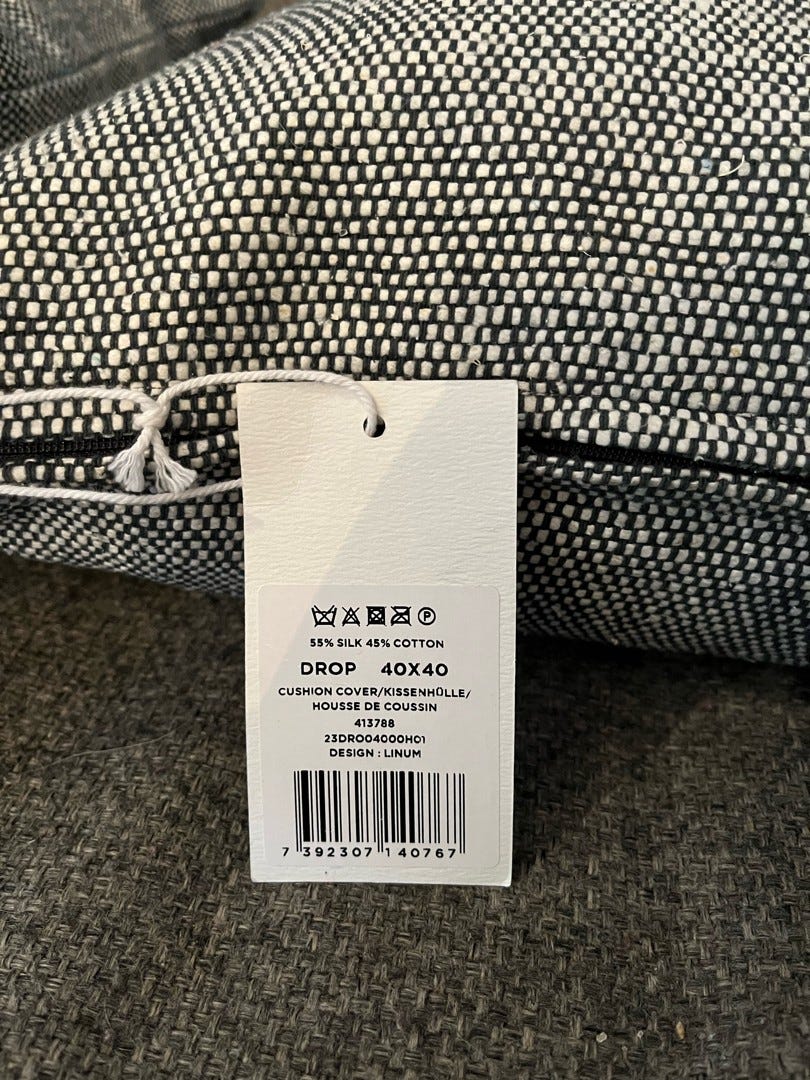 P
55% SILK 45% COTTON
DROP 40X40
CUSHION COVER/KISSENHÜLLE/
HOUSSE DE COUSSIN
413788
23DRO04000H01
DESIGN : LINUM
7 392307 140767